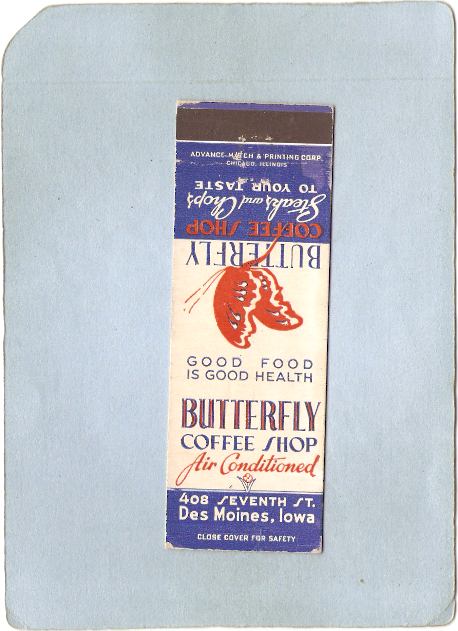 ADVANCE-MATCH & PRINTING CORP.
CHICAGO, ILLINOIS
BUTTERFLY
COFFEE SHOP
Steaks and Chops
TO YOUR TASTE
GOOD FOOD
IS GOOD HEALTH
BUTTERFLY
COFFEE SHOP
Air Conditioned
408 SEVENTH ST.
Des Moines, Iowa
CLOSE COVER FOR SAFETY